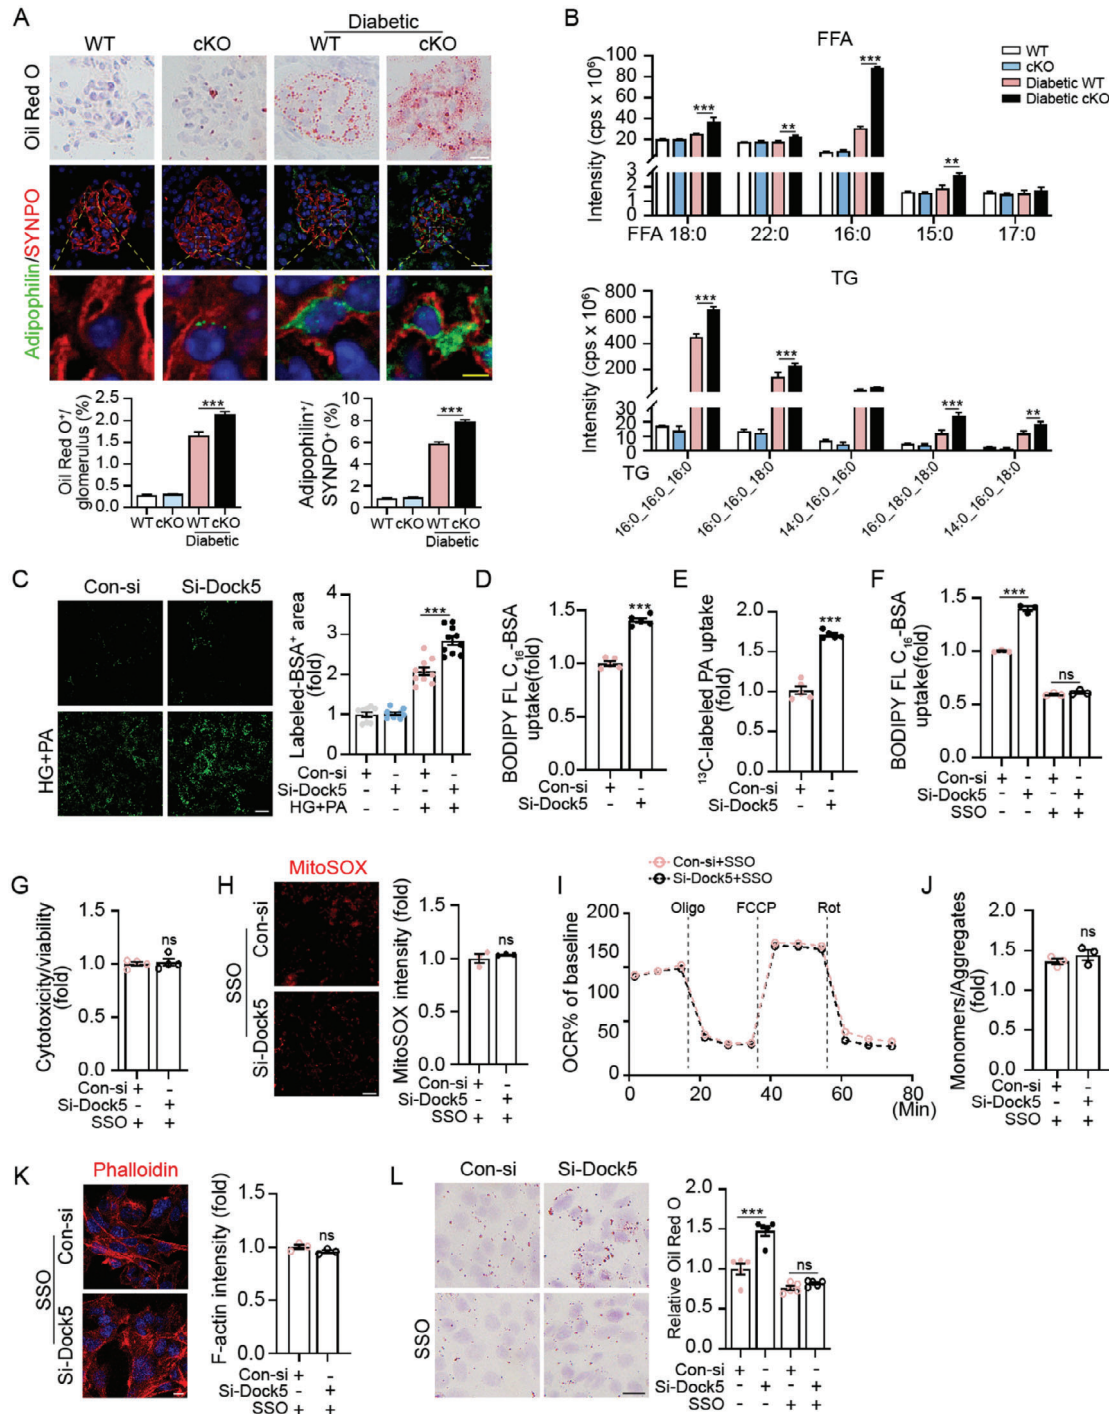 A
Diabetic
WT
cKO
WT
cKO
Oil Red O
Adipophilin/SYNPO
Oil Red O⁺/
glomerulus (%)
2.5
2.0
1.5
1.0
0.5
0.0
***
WT cKO WT cKO
Diabetic
Adipophilin⁺/
SYNPO⁺ (%)
10
8
6
4
2
0
***
WT cKO WT cKO
Diabetic
B
FFA
WT
cKO
Diabetic WT
Diabetic cKO
Intensity (cps x 10⁶)
100
80
60
40
20
3
2
1
0
***
**
***
**
FFA 18:0 22:0 16:0 15:0 17:0
TG
Intensity (cps x 10⁶)
800
600
400
200
20
10
0
***
***
***
**
TG
16:0_16:0_16:0
16:0_16:0_18:0
14:0_16:0_16:0
16:0_18:0_18:0
14:0_16:0_18:0
C
Con-si
Si-Dock5
HG+PA
Labeled-BSA⁺ area
(fold)
4
3
2
1
0
***
Con-si + - + -
Si-Dock5 - + - +
HG+PA - - + +
D
BODIPY FL C₁₆-BSA
uptake(fold)
1.5
1.0
0.5
0.0
***
Con-si + -
Si-Dock5 - +
E
¹³C-labeled PA uptake
(fold)
2.0
1.5
1.0
0.5
0.0
***
Con-si + -
Si-Dock5 - +
F
BODIPY FL C₁₆-BSA
uptake(fold)
1.5
1.0
0.5
0.0
***
ns
Con-si + - + -
Si-Dock5 - + - +
SSO - - + +
G
Cytotoxicity/viability
(fold)
1.5
1.0
0.5
0.0
ns
Con-si + -
Si-Dock5 - +
SSO + +
H
MitoSOX
SSO
Con-si
Si-Dock5
MitoSOX intensity (fold)
1.5
1.0
0.5
0.0
ns
Con-si + -
Si-Dock5 - +
SSO + +
I
Con-si+SSO
Si-Dock5+SSO
Oligo FCCP Rot
OCR% of baseline
200
150
100
50
0
0 20 40 60 80
(Min)
J
Monomers/Aggregates
(fold)
2.0
1.5
1.0
0.5
0.0
ns
Con-si + -
Si-Dock5 - +
SSO + +
K
Phalloidin
SSO
Con-si
Si-Dock5
F-actin intensity (fold)
1.5
1.0
0.5
0.0
ns
Con-si + -
Si-Dock5 - +
SSO + +
L
Con-si
Si-Dock5
SSO
Relative Oil Red O
2.0
1.5
1.0
0.5
0.0
***
ns
Con-si + - + -
Si-Dock5 - + - +
SSO - - + +